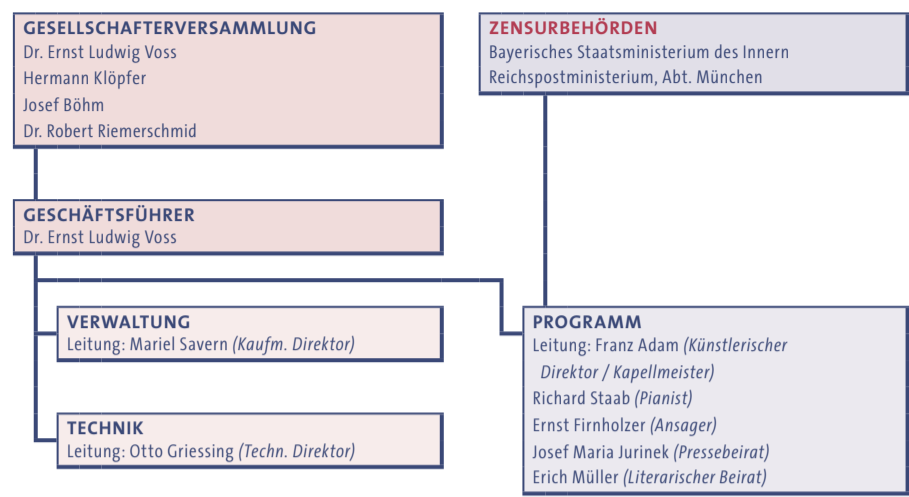 GESELLSCHAFTERVERSAMMLUNG
Dr. Ernst Ludwig Voss
Hermann Klöpfer
Josef Böhm
Dr. Robert Riemerschmid
ZENSURBEHÖRDEN
Bayerisches Staatsministerium des Innern
Reichspostministerium, Abt. München
GESCHÄFTSFÜHRER
Dr. Ernst Ludwig Voss
VERWALTUNG
Leitung: Mariel Savern (Kaufm. Direktor)
TECHNIK
Leitung: Otto Griessing (Techn. Direktor)
PROGRAMM
Leitung: Franz Adam (Künstlerischer
Direktor / Kapellmeister)
Richard Staab (Pianist)
Ernst Firnholzer (Ansager)
Josef Maria Jurinek (Pressebeirat)
Erich Müller (Literarischer Beirat)